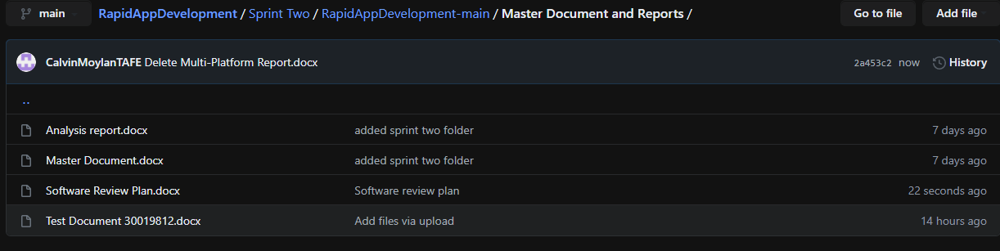 main RapidAppDevelopment / Sprint Two / RapidAppDevelopment-main / Master Document and Reports / Go to file Add file
CalvinMoylanTAFE Delete Multi-Platform Report.docx 2a453c2 now History
..
Analysis report.docx added sprint two folder 7 days ago
Master Document.docx added sprint two folder 7 days ago
Software Review Plan.docx Software review plan 22 seconds ago
Test Document 30019812.docx Add files via upload 14 hours ago